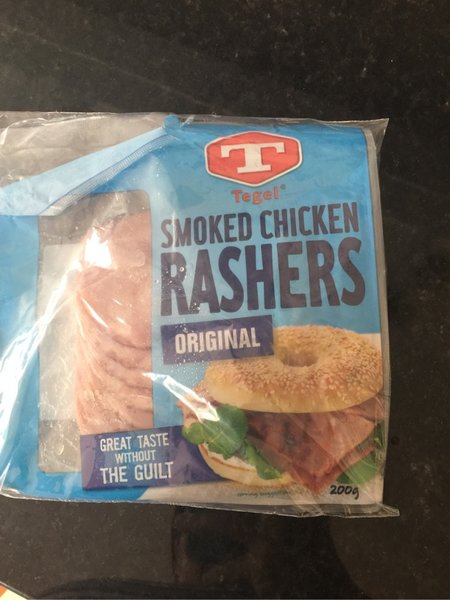 T
Tegel®
SMOKED CHICKEN
RASHERS
ORIGINAL
GREAT TASTE
WITHOUT
THE GUILT
200g